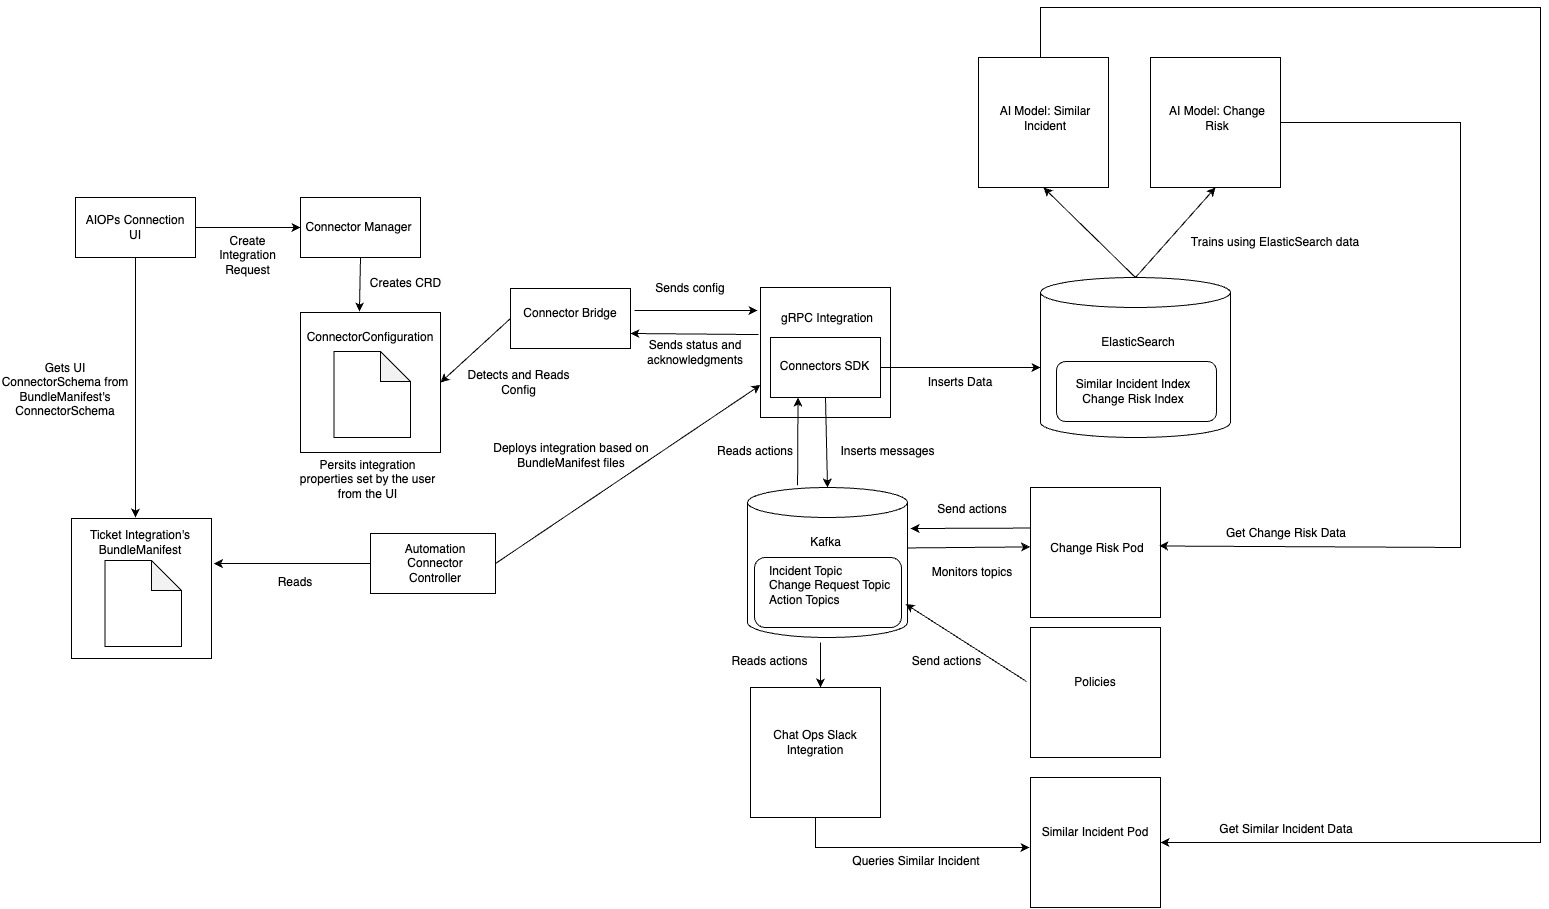 AI Model: Similar
Incident
AI Model: Change
Risk
AIOPs Connection
UI
Create
Integration
Request
Connector Manager
Trains using ElasticSearch data
Creates CRD
Sends config
Connector Bridge
gRPC Integration
ConnectorConfiguration
Sends status and
acknowledgments
ElasticSearch
Connectors SDK
Gets UI
ConnectorSchema from
BundleManifest's
ConnectorSchema
Detects and Reads
Config
Inserts Data
Similar Incident Index
Change Risk Index
Deploys integration based on
BundleManifest files
Reads actions
Inserts messages
Persits integration
properties set by the user
from the UI
Send actions
Ticket Integration's
BundleManifest
Automation
Connector
Controller
Reads
Kafka
Incident Topic
Change Request Topic
Action Topics
Change Risk Pod
Get Change Risk Data
Monitors topics
Reads actions
Send actions
Policies
Chat Ops Slack
Integration
Similar Incident Pod
Get Similar Incident Data
Queries Similar Incident